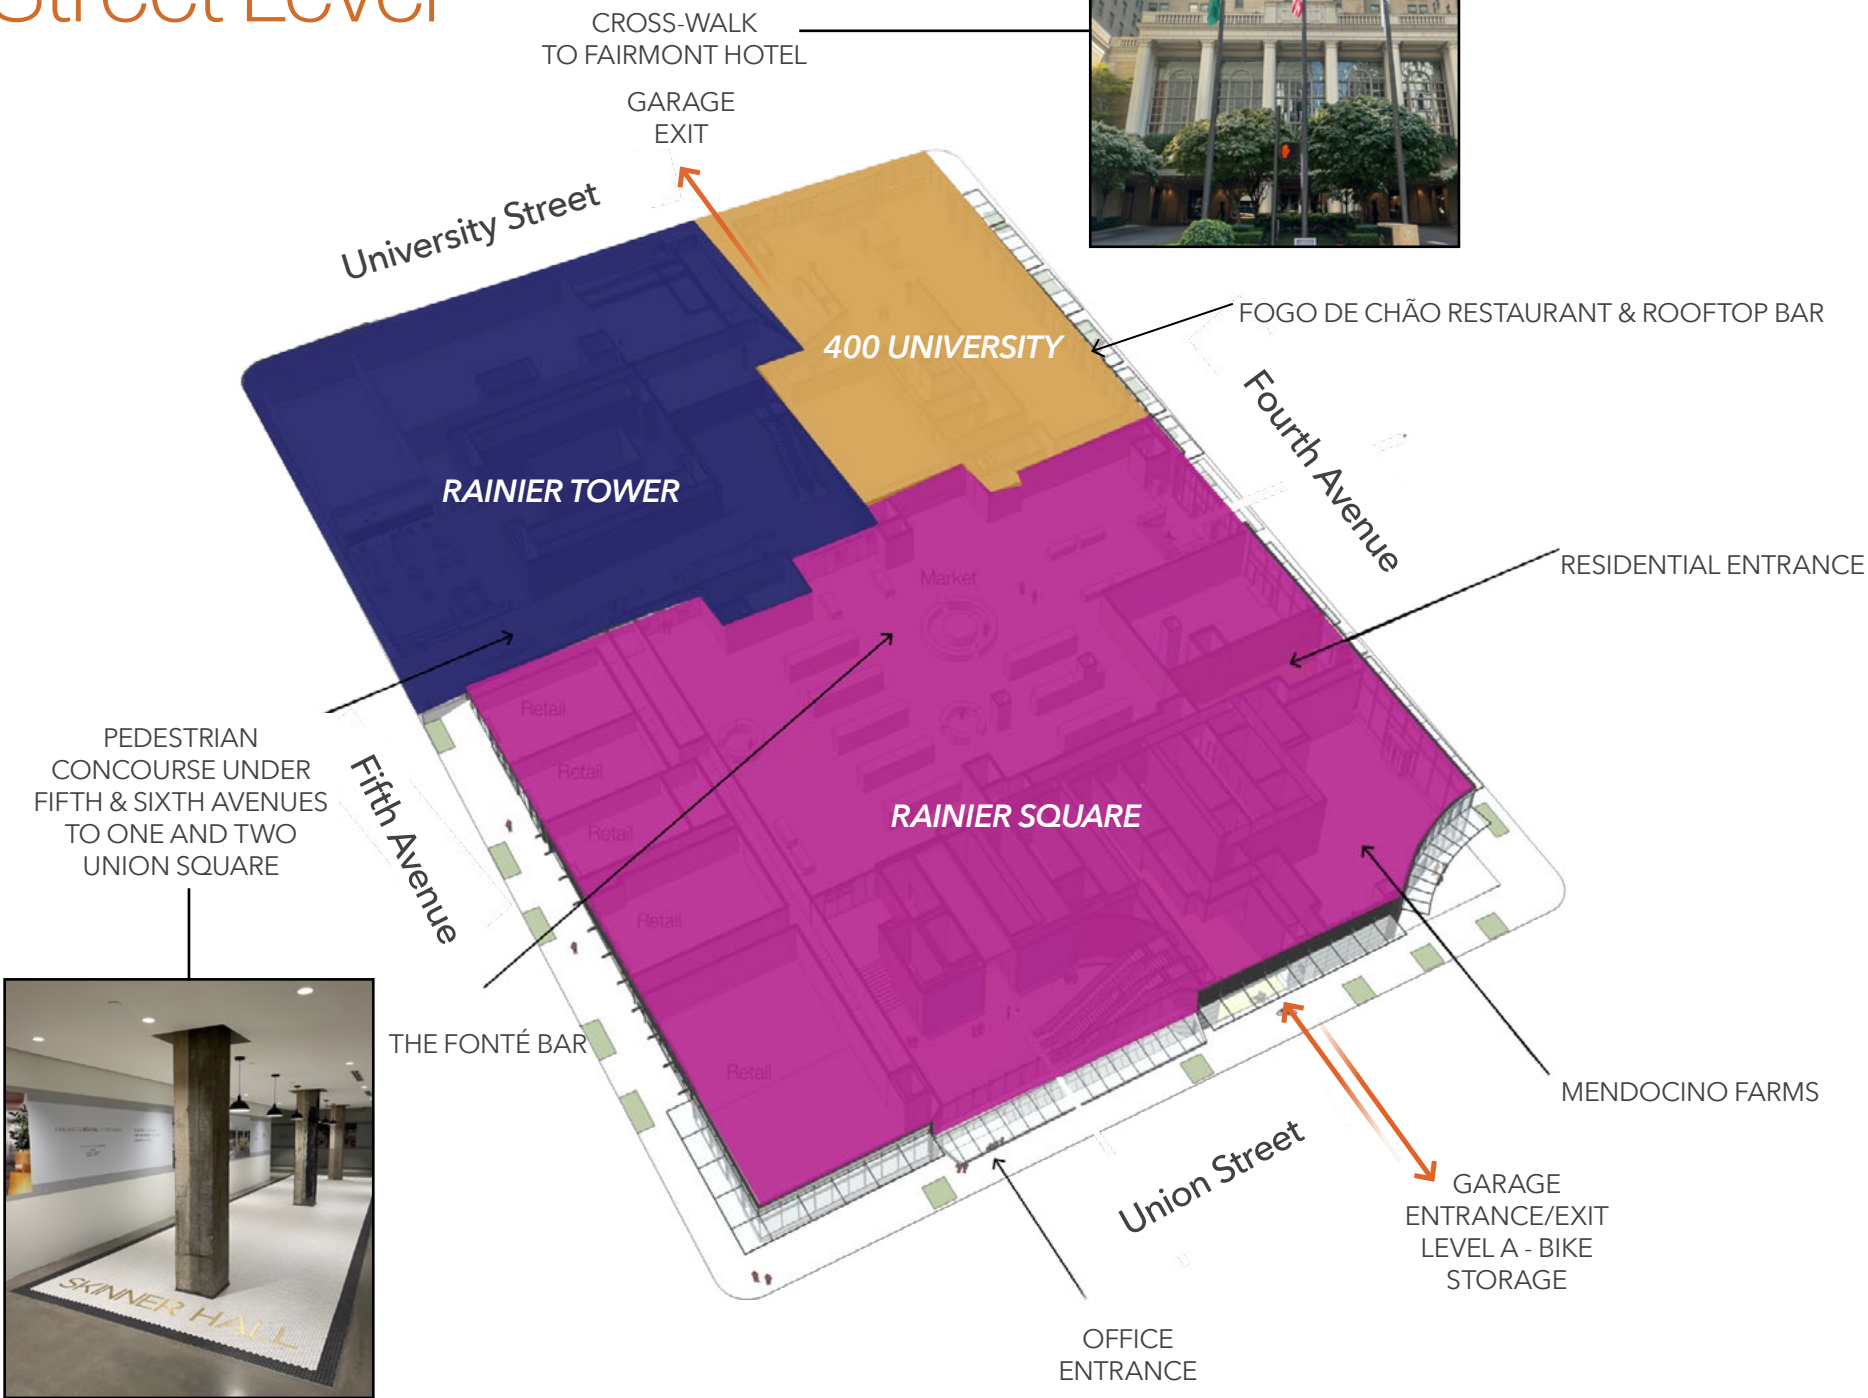 Street Level
CROSS-WALK
TO FAIRMONT HOTEL
GARAGE
EXIT
University Street
400 UNIVERSITY
FOGO DE CHÃO RESTAURANT & ROOFTOP BAR
Fourth Avenue
RAINIER TOWER
RESIDENTIAL ENTRANCE
Market
Retail
Retail
Retail
Retail
Retail
RAINIER SQUARE
PEDESTRIAN
CONCOURSE UNDER
FIFTH & SIXTH AVENUES
TO ONE AND TWO
UNION SQUARE
Fifth Avenue
THE FONTÉ BAR
MENDOCINO FARMS
Union Street
GARAGE
ENTRANCE/EXIT
LEVEL A - BIKE
STORAGE
OFFICE
ENTRANCE
SKINNER HALL